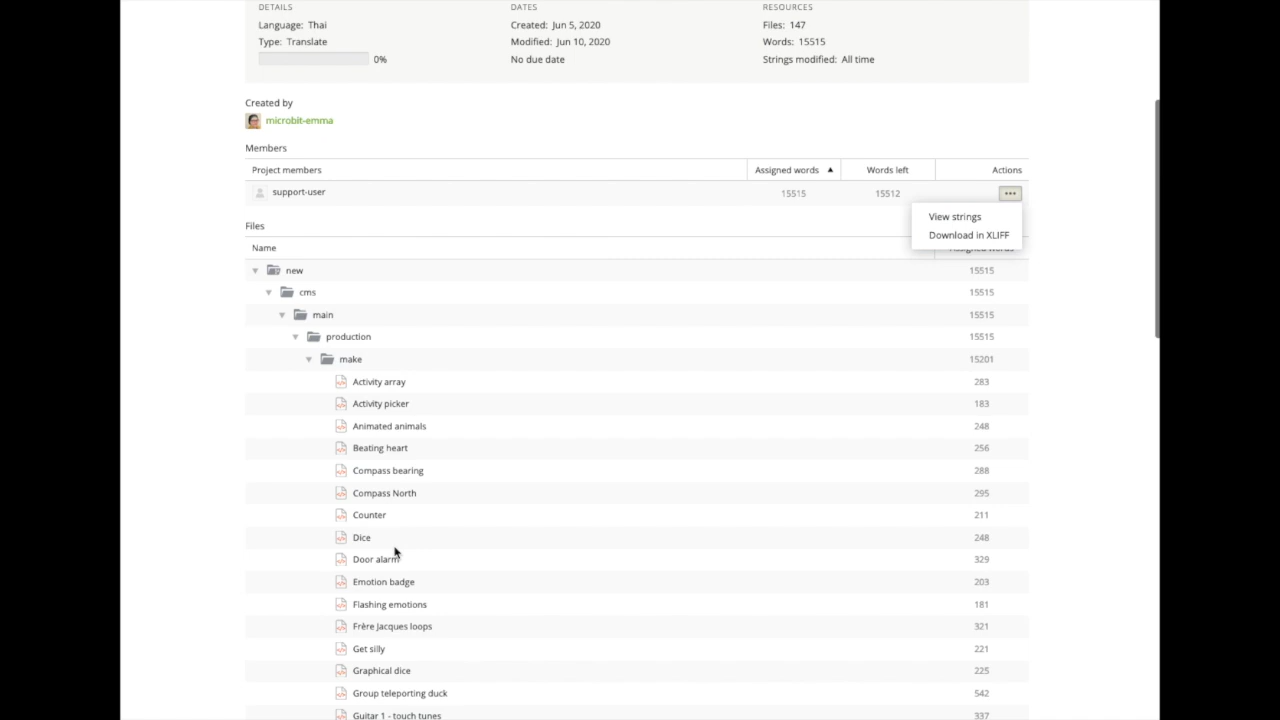 DETAILS DATES RESOURCES
Language: Thai Created: Jun 5, 2020 Files: 147
Type: Translate Modified: Jun 10, 2020 Words: 15515
0% No due date Strings modified: All time
Created by
microbit-emma
Members
Project members Assigned words ▲ Words left Actions
support-user 15515 15512
View strings
Files
Download in XLIFF
Name
new 15515
cms 15515
main 15515
production 15515
make 15201
Activity array 283
Activity picker 183
Animated animals 248
Beating heart 256
Compass bearing 288
Compass North 295
Counter 211
Dice 248
Door alarm 329
Emotion badge 203
Flashing emotions 181
Frère Jacques loops 321
Get silly 221
Graphical dice 225
Group teleporting duck 542
Guitar 1 - touch tunes 337